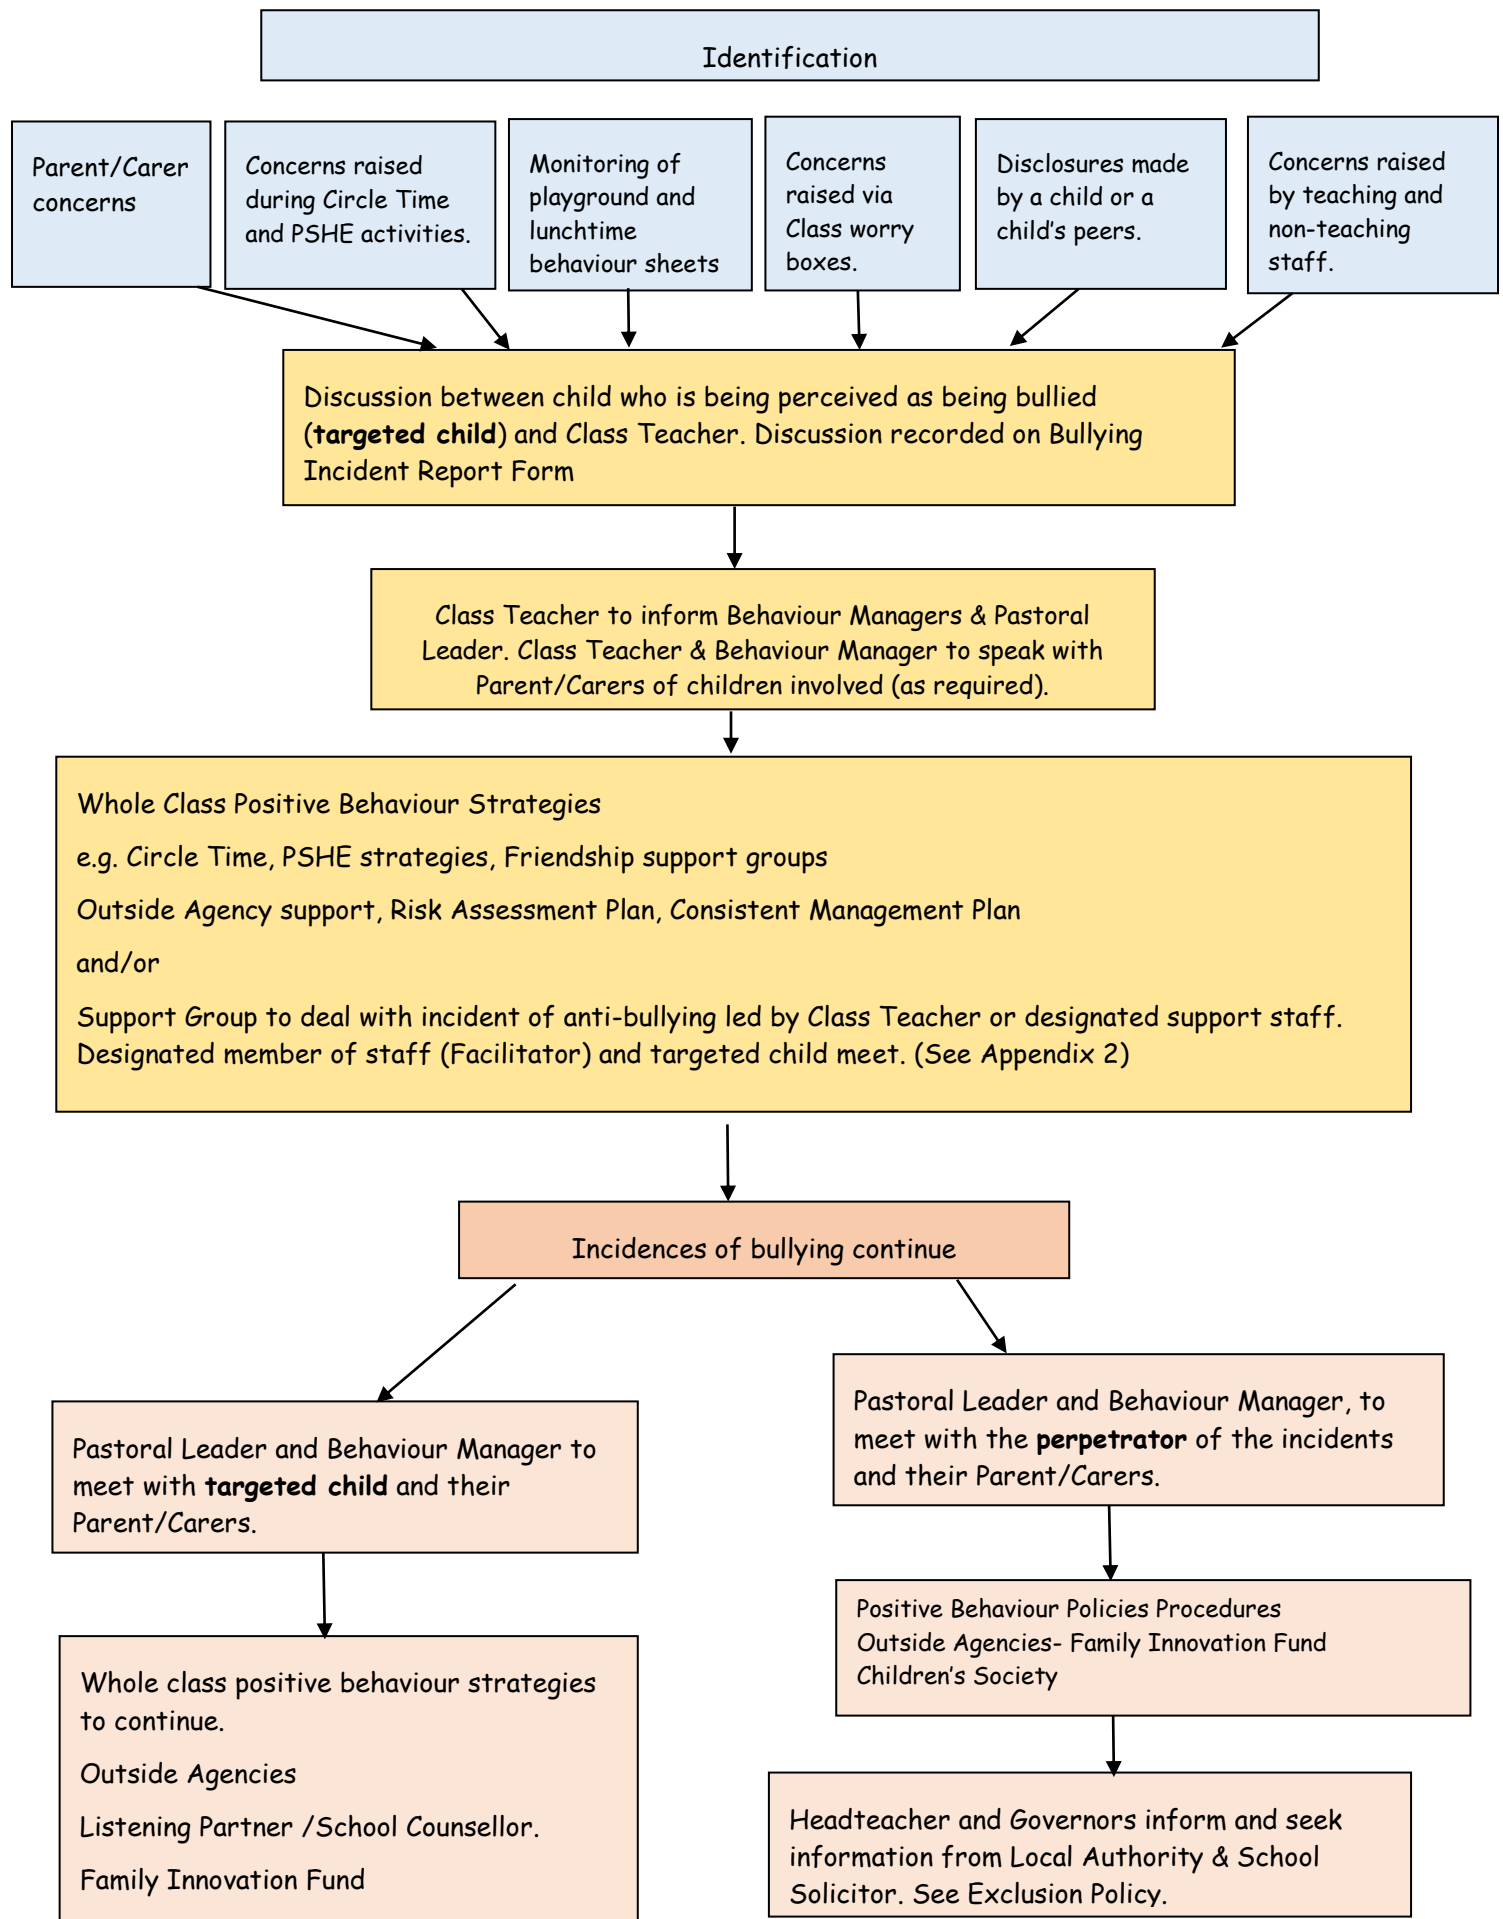 Identification
Parent/Carer
concerns
Concerns raised
during Circle Time
and PSHE activities.
Monitoring of
playground and
lunchtime
behaviour sheets
Concerns
raised via
Class worry
boxes.
Disclosures made
by a child or a
child's peers.
Concerns raised
by teaching and
non-teaching
staff.
Discussion between child who is being perceived as being bullied
(targeted child) and Class Teacher. Discussion recorded on Bullying
Incident Report Form
Class Teacher to inform Behaviour Managers & Pastoral
Leader. Class Teacher & Behaviour Manager to speak with
Parent/Carers of children involved (as required).
Whole Class Positive Behaviour Strategies
e.g. Circle Time, PSHE strategies, Friendship support groups
Outside Agency support, Risk Assessment Plan, Consistent Management Plan
and/or
Support Group to deal with incident of anti-bullying led by Class Teacher or designated support staff.
Designated member of staff (Facilitator) and targeted child meet. (See Appendix 2)
Incidences of bullying continue
Pastoral Leader and Behaviour Manager to
meet with targeted child and their
Parent/Carers.
Whole class positive behaviour strategies
to continue.
Outside Agencies
Listening Partner /School Counsellor.
Family Innovation Fund
Pastoral Leader and Behaviour Manager, to
meet with the perpetrator of the incidents
and their Parent/Carers.
Positive Behaviour Policies Procedures
Outside Agencies- Family Innovation Fund
Children's Society
Headteacher and Governors inform and seek
information from Local Authority & School
Solicitor. See Exclusion Policy.